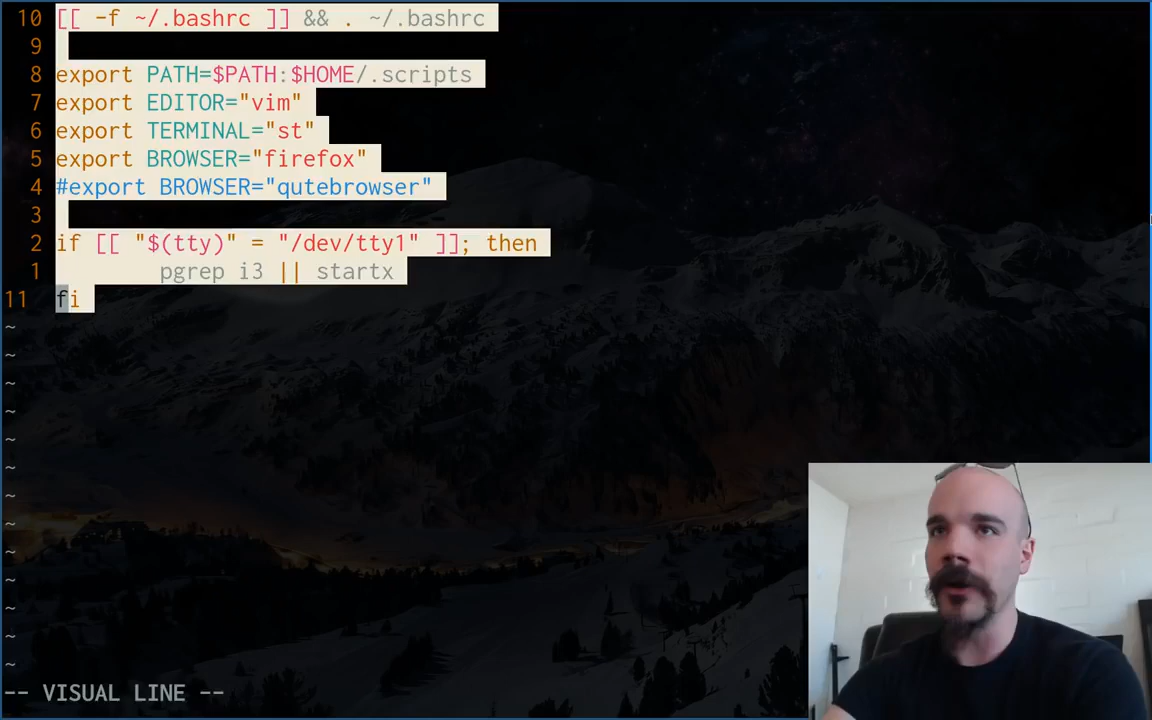 10 [[ -f ~/.bashrc ]] && . ~/.bashrc
9
8 export PATH=$PATH:$HOME/.scripts
7 export EDITOR="vim"
6 export TERMINAL="st"
5 export BROWSER="firefox"
4 #export BROWSER="qutebrowser"
3
2 if [[ "$(tty)" = "/dev/tty1" ]]; then
1 pgrep i3 || startx
11 fi
~
~
~
~
~
~
~
~
~
~
~
~
~
-- VISUAL LINE --